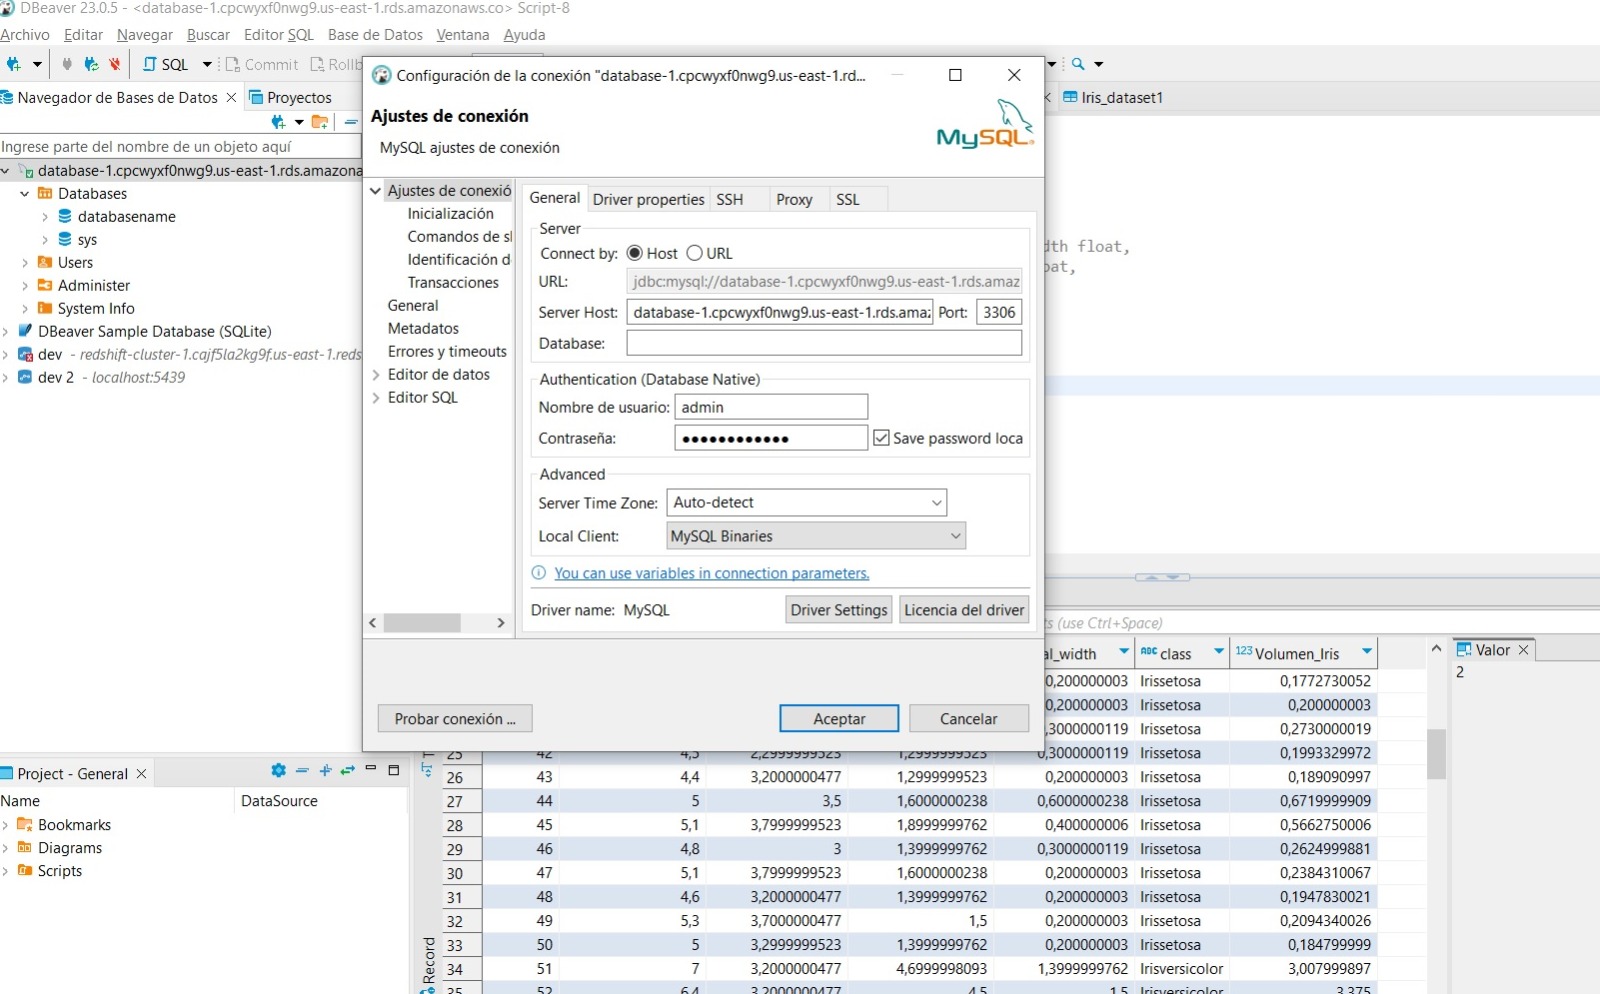 DBeaver 23.0.5 - <database-1.cpcwyxf0nwg9.us-east-1.rds.amazonaws.co> Script-8
Archivo Editar Navegar Buscar Editor SQL Base de Datos Ventana Ayuda
SQL Commit Rollb
Navegador de Bases de Datos Proyectos
Iris_dataset1
Ingrese parte del nombre de un objeto aquí
database-1.cpcwyxf0nwg9.us-east-1.rds.amazona
Databases
databasename
sys
Users
Administer
System Info
DBeaver Sample Database (SQLite)
dev - redshift-cluster-1.cajf5la2kg9f.us-east-1.reds
dev 2 - localhost:5439
Configuración de la conexión "database-1.cpcwyxf0nwg9.us-east-1.rd...
Ajustes de conexión
MySQL ajustes de conexión
MySQL
Ajustes de conexió
Inicialización
Comandos de sl
Identificación d
Transacciones
General
Metadatos
Errores y timeouts
Editor de datos
Editor SQL
General Driver properties SSH Proxy SSL
Server
Connect by: Host URL
URL: jdbc:mysql://database-1.cpcwyxf0nwg9.us-east-1.rds.amaz
Server Host: database-1.cpcwyxf0nwg9.us-east-1.rds.amaz Port: 3306
Database:
Authentication (Database Native)
Nombre de usuario: admin
Contraseña: ●●●●●●●●●●●● Save password loca
Advanced
Server Time Zone: Auto-detect
Local Client: MySQL Binaries
You can use variables in connection parameters.
Driver name: MySQL Driver Settings Licencia del driver
Probar conexión ... Aceptar Cancelar
dth float,
oat,
ts (use Ctrl+Space)
al_width ABC class 123 Volumen_Iris
0,200000003 Irissetosa 0,1772730052
0,200000003 Irissetosa 0,200000003
,3000000119 Irissetosa 0,2730000019
25 42 4,5 2,2999999523 1,2999999523 0,3000000119 Irissetosa 0,1993329972
26 43 4,4 3,2000000477 1,2999999523 0,200000003 Irissetosa 0,189090997
27 44 5 3,5 1,6000000238 0,6000000238 Irissetosa 0,6719999909
28 45 5,1 3,7999999523 1,8999999762 0,400000006 Irissetosa 0,5662750006
29 46 4,8 3 1,3999999762 0,3000000119 Irissetosa 0,2624999881
30 47 5,1 3,7999999523 1,6000000238 0,200000003 Irissetosa 0,2384310067
31 48 4,6 3,2000000477 1,3999999762 0,200000003 Irissetosa 0,1947830021
32 49 5,3 3,7000000477 1,5 0,200000003 Irissetosa 0,2094340026
33 50 5 3,2999999523 1,3999999762 0,200000003 Irissetosa 0,184799999
34 51 7 3,2000000477 4,6999998093 1,3999999762 Irisversicolor 3,007999897
35 52 6,4 3,2000000477 4,5 1,5 Irisversicolor 3,375
Record
Valor
2
Project - General
Name DataSource
Bookmarks
Diagrams
Scripts